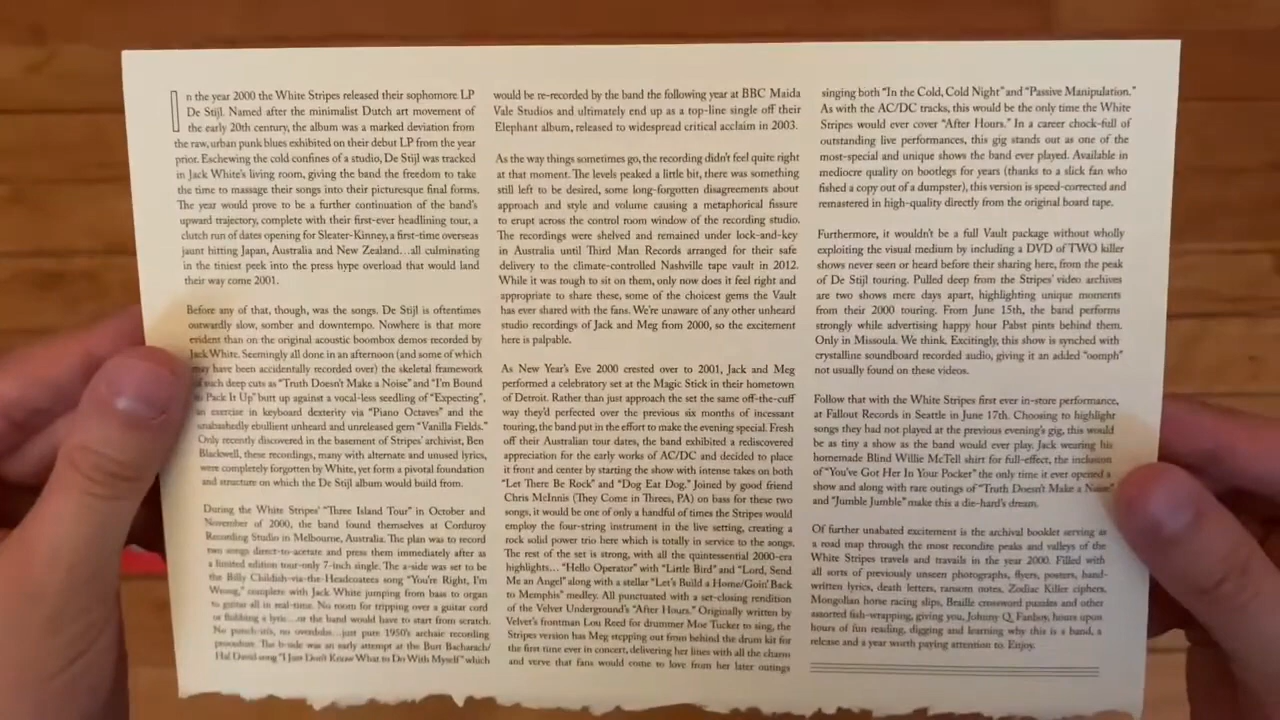 In the year 2000 the White Stripes released their sophomore LP
De Stijl. Named after the minimalist Dutch art movement of
the early 20th century, the album was a marked deviation from
the raw, urban punk blues exhibited on their debut LP from the year
prior. Eschewing the cold confines of a studio, De Stijl was tracked
in Jack White's living room, giving the band the freedom to take
the time to massage their songs into their picturesque final forms.
The year would prove to be a further continuation of the band's
upward trajectory, complete with their first-ever headlining tour, a
clutch run of dates opening for Sleater-Kinney, a first-time overseas
jaunt hitting Japan, Australia and New Zealand...all culminating
in the tiniest peek into the press hype overload that would land
their way come 2001.
Before any of that, though, was the songs. De Stijl is oftentimes
outwardly slow, somber and downtempo. Nowhere is that more
evident than on the original acoustic boombox demos recorded by
Jack White. Seemingly all done in an afternoon (and some of which
may have been accidentally recorded over) the skeletal framework
of such deep cuts as "Truth Doesn't Make a Noise" and "I'm Bound
to Pack It Up" butt up against a vocal-less seedling of "Expecting",
an exercise in keyboard dexterity via "Piano Octaves" and the
unabashedly ebullient unheard and unreleased gem "Vanilla Fields."
Only recently discovered in the basement of Stripes' archivist, Ben
Blackwell, these recordings, many with alternate and unused lyrics,
were completely forgotten by White, yet form a pivotal foundation
and structure on which the De Stijl album would build from.
During the White Stripes' "Three Island Tour" in October and
November of 2000, the band found themselves at Corduroy
Recording Studio in Melbourne, Australia. The plan was to record
two songs direct-to-acetate and press them immediately after as
a limited edition tour-only 7-inch single. The a-side was set to be
the Billy Childish-via-the-Headcoatees song "You're Right, I'm
Wrong," complete with Jack White jumping from bass to organ
to guitar all in real-time. No room for tripping over a guitar cord
or flubbing a lyric...or the band would have to start from scratch.
No punch-ins, no overdubs...just pure 1950's archaic recording
procedure. The b-side was an early attempt at the Burt Bacharach/
Hal David song "I Just Don't Know What to Do With Myself" which
would be re-recorded by the band the following year at BBC Maida
Vale Studios and ultimately end up as a top-line single off their
Elephant album, released to widespread critical acclaim in 2003.
As the way things sometimes go, the recording didn't feel quite right
at that moment. The levels peaked a little bit, there was something
still left to be desired, some long-forgotten disagreements about
approach and style and volume causing a metaphorical fissure
to erupt across the control room window of the recording studio.
The recordings were shelved and remained under lock-and-key
in Australia until Third Man Records arranged for their safe
delivery to the climate-controlled Nashville tape vault in 2012.
While it was tough to sit on them, only now does it feel right and
appropriate to share these, some of the choicest gems the Vault
has ever shared with the fans. We're unaware of any other unheard
studio recordings of Jack and Meg from 2000, so the excitement
here is palpable.
As New Year's Eve 2000 crested over to 2001, Jack and Meg
performed a celebratory set at the Magic Stick in their hometown
of Detroit. Rather than just approach the set the same off-the-cuff
way they'd perfected over the previous six months of incessant
touring, the band put in the effort to make the evening special. Fresh
off their Australian tour dates, the band exhibited a rediscovered
appreciation for the early works of AC/DC and decided to place
it front and center by starting the show with intense takes on both
"Let There Be Rock" and "Dog Eat Dog." Joined by good friend
Chris McInnis (They Come in Threes, PA) on bass for these two
songs, it would be one of only a handful of times the Stripes would
employ the four-string instrument in the live setting, creating a
rock solid power trio here which is totally in service to the songs.
The rest of the set is strong, with all the quintessential 2000-era
highlights... "Hello Operator" with "Little Bird" and "Lord, Send
Me an Angel" along with a stellar "Let's Build a Home/Goin' Back
to Memphis" medley. All punctuated with a set-closing rendition
of the Velvet Underground's "After Hours." Originally written by
Velvet's frontman Lou Reed for drummer Moe Tucker to sing, the
Stripes version has Meg stepping out from behind the drum kit for
the first time ever in concert, delivering her lines with all the charm
and verve that fans would come to love from her later outings
singing both "In the Cold, Cold Night" and "Passive Manipulation."
As with the AC/DC tracks, this would be the only time the White
Stripes would ever cover "After Hours." In a career chock-full of
outstanding live performances, this gig stands out as one of the
most-special and unique shows the band ever played. Available in
mediocre quality on bootlegs for years (thanks to a slick fan who
fished a copy out of a dumpster), this version is speed-corrected and
remastered in high-quality directly from the original board tape.
Furthermore, it wouldn't be a full Vault package without wholly
exploiting the visual medium by including a DVD of TWO killer
shows never seen or heard before their sharing here, from the peak
of De Stijl touring. Pulled deep from the Stripes' video archives
are two shows mere days apart, highlighting unique moments
from their 2000 touring. From June 15th, the band performs
strongly while advertising happy hour Pabst pints behind them.
Only in Missoula. We think. Excitingly, this show is synched with
crystalline soundboard recorded audio, giving it an added "oomph"
not usually found on these videos.
Follow that with the White Stripes first ever in-store performance,
at Fallout Records in Seattle in June 17th. Choosing to highlight
songs they had not played at the previous evening's gig, this would
be as tiny a show as the band would ever play. Jack wearing his
homemade Blind Willie McTell shirt for full-effect, the inclusion
of "You've Got Her In Your Pocket" the only time it ever opened a
show and along with rare outings of "Truth Doesn't Make a Noise"
and "Jumble Jumble" make this a die-hard's dream.
Of further unabated excitement is the archival booklet serving as
a road map through the most recondite peaks and valleys of the
White Stripes travels and travails in the year 2000. Filled with
all sorts of previously unseen photographs, flyers, posters, hand-
written lyrics, death letters, ransom notes, Zodiac Killer ciphers,
Mongolian horse racing slips, Braille crossword puzzles and other
assorted fish-wrapping, giving you, Johnny Q. Fanboy, hours upon
hours of fun reading, digging and learning why this is a band, a
release and a year worth paying attention to. Enjoy.